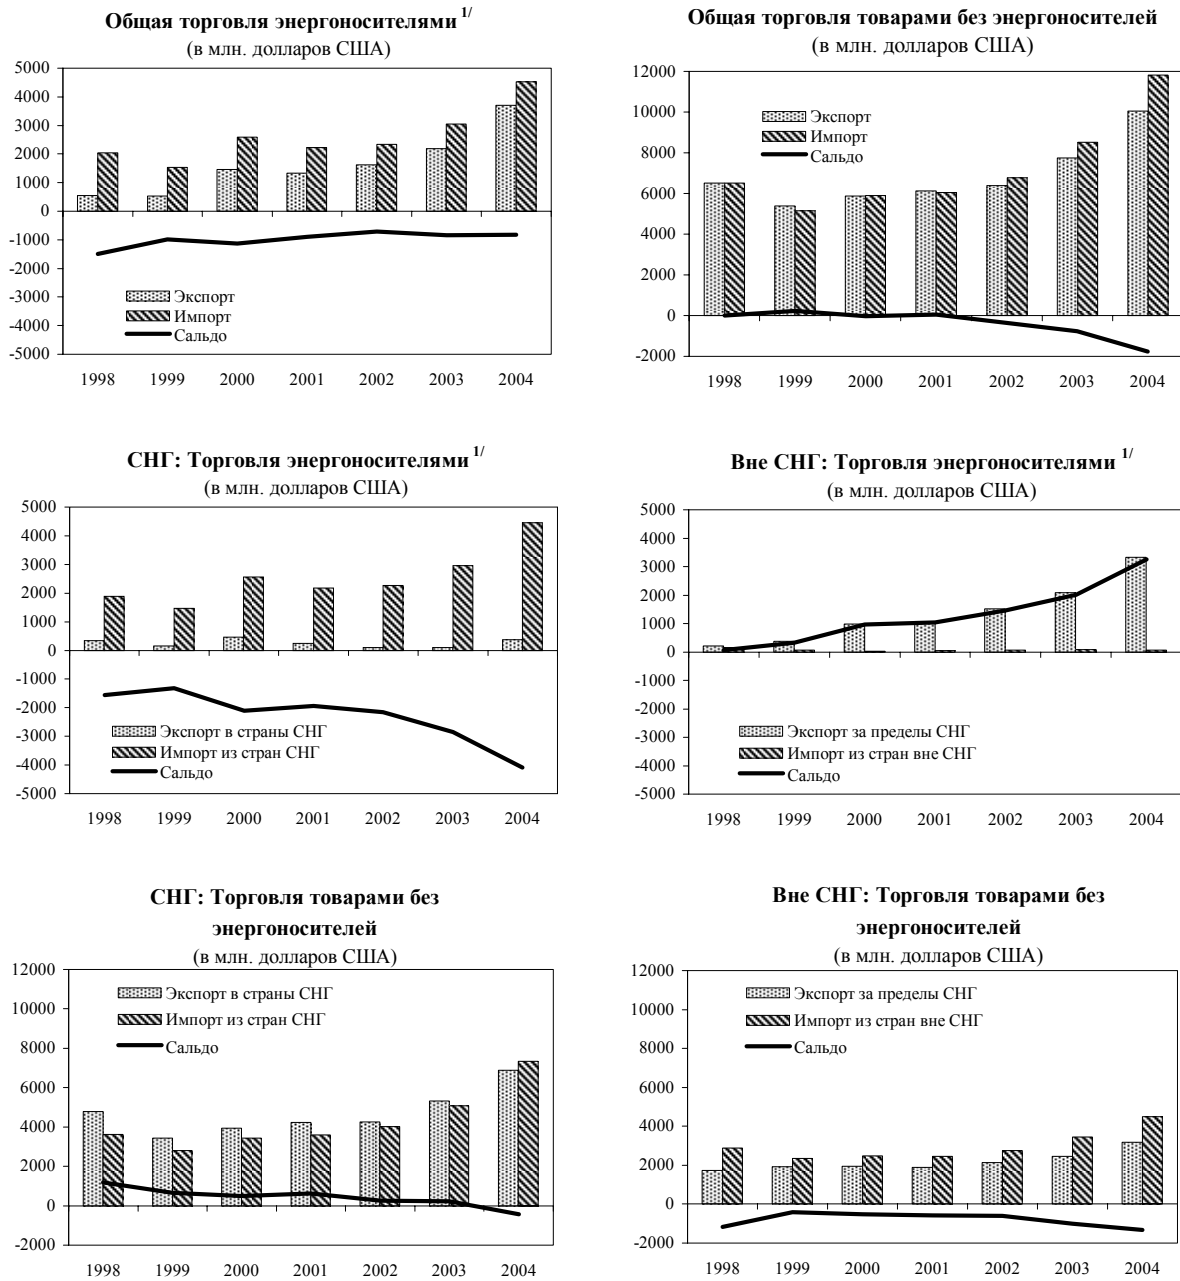 Общая торговля энергоносителями 1/
(в млн. долларов США)
5000
4000
3000
2000
1000
0
-1000
-2000
-3000
-4000
-5000
Экспорт
Импорт
Сальдо
1998 1999 2000 2001 2002 2003 2004
Общая торговля товарами без энергоносителей
(в млн. долларов США)
12000
10000
8000
6000
4000
2000
0
-2000
Экспорт
Импорт
Сальдо
1998 1999 2000 2001 2002 2003 2004
СНГ: Торговля энергоносителями 1/
(в млн. долларов США)
5000
4000
3000
2000
1000
0
-1000
-2000
-3000
-4000
-5000
Экспорт в страны СНГ
Импорт из стран СНГ
Сальдо
1998 1999 2000 2001 2002 2003 2004
Вне СНГ: Торговля энергоносителями 1/
(в млн. долларов США)
5000
4000
3000
2000
1000
0
-1000
-2000
-3000
-4000
-5000
Экспорт за пределы СНГ
Импорт из стран вне СНГ
Сальдо
1998 1999 2000 2001 2002 2003 2004
СНГ: Торговля товарами без
энергоносителей
(в млн. долларов США)
12000
10000
8000
6000
4000
2000
0
-2000
Экспорт в страны СНГ
Импорт из стран СНГ
Сальдо
1998 1999 2000 2001 2002 2003 2004
Вне СНГ: Торговля товарами без
энергоносителей
(в млн. долларов США)
12000
10000
8000
6000
4000
2000
0
-2000
Экспорт за пределы СНГ
Импорт из стран вне СНГ
Сальдо
1998 1999 2000 2001 2002 2003 2004